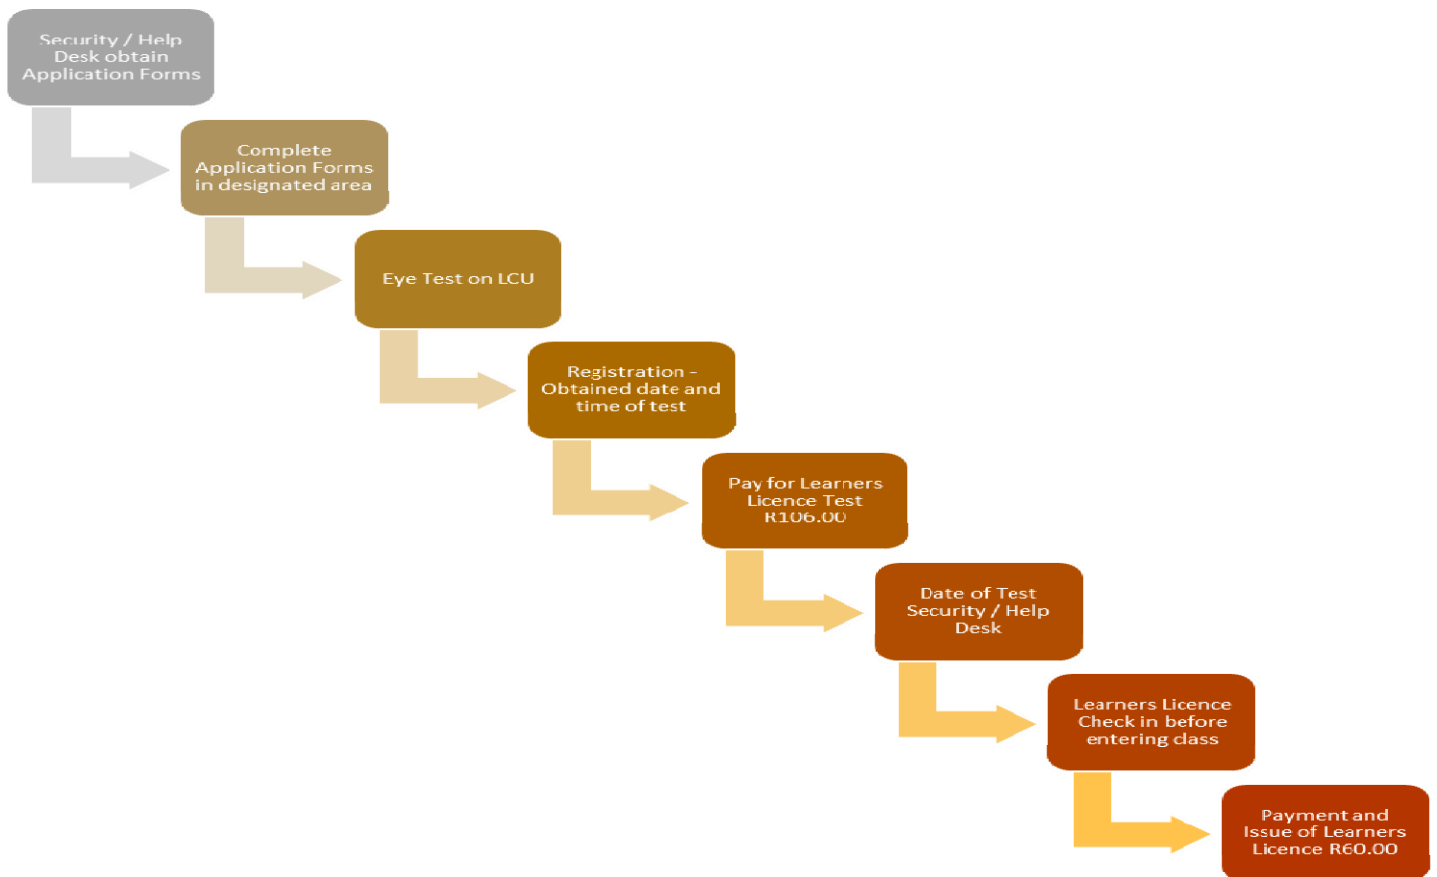 Security / Help
Desk obtain
Application Forms
Complete
Application Forms
in designated area
Eye Test on LCU
Registration -
Obtained date and
time of test
Pay for Learners
Licence Test
R106.00
Date of Test
Security / Help
Desk
Learners Licence
Check in before
entering class
Payment and
Issue of Learners
Licence R60.00